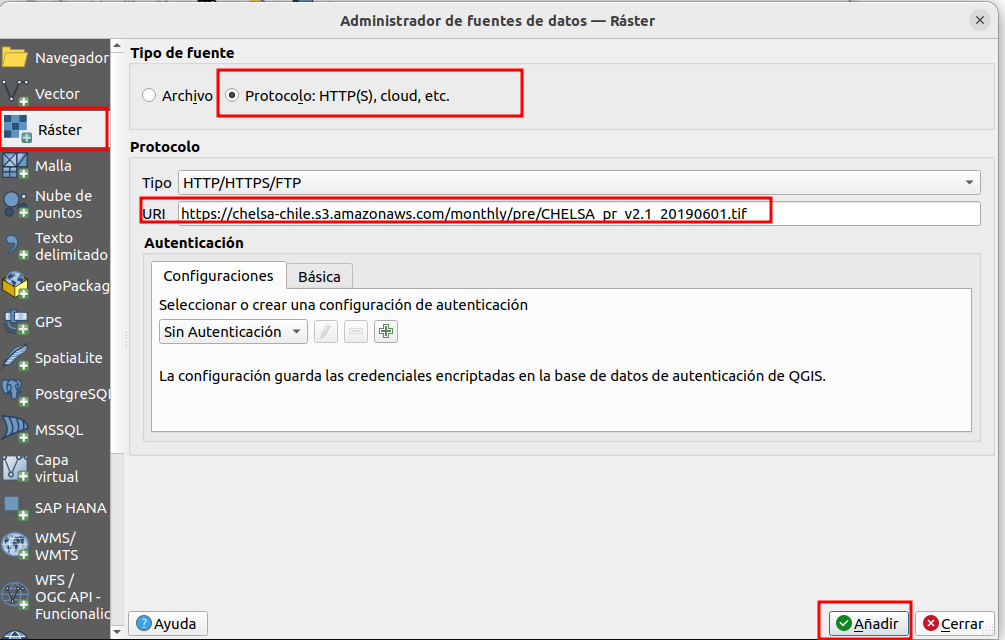 Administrador de fuentes de datos — Ráster
Navegador
Vector
Ráster
Malla
Nube de
puntos
Texto
delimitado
GeoPackag
GPS
SpatiaLite
PostgreSQL
MSSQL
Capa
virtual
SAP HANA
WMS/
WMTS
WFS /
OGC API -
Funcionalic
Tipo de fuente
Archivo
Protocolo: HTTP(S), cloud, etc.
Protocolo
Tipo HTTP/HTTPS/FTP
URI https://chelsa-chile.s3.amazonaws.com/monthly/pre/CHELSA_pr_v2.1_20190601.tif
Autenticación
Configuraciones Básica
Seleccionar o crear una configuración de autenticación
Sin Autenticación
La configuración guarda las credenciales encriptadas en la base de datos de autenticación de QGIS.
Ayuda Añadir Cerrar